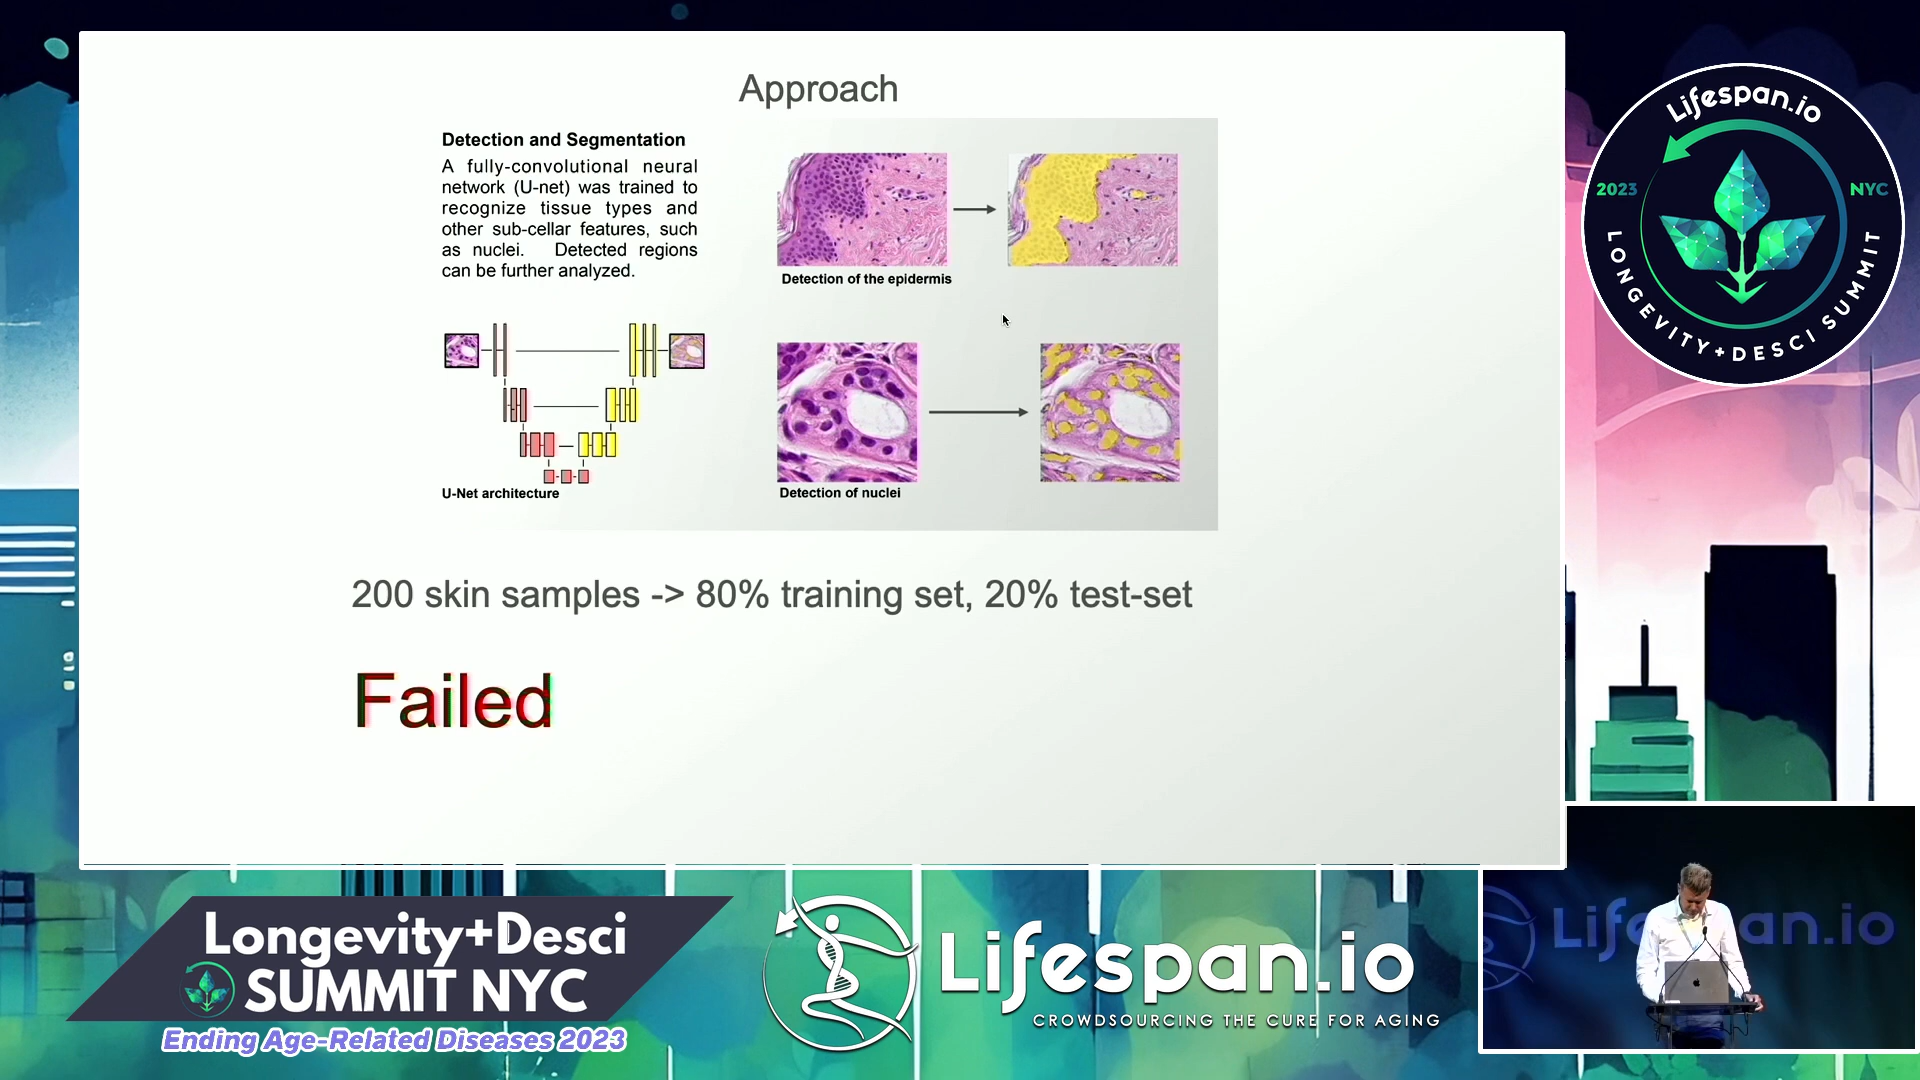 Approach
Detection and Segmentation
A fully-convolutional neural
network (U-net) was trained to
recognize tissue types and
other sub-cellar features, such
as nuclei. Detected regions
can be further analyzed.
Detection of the epidermis
U-Net architecture
Detection of nuclei
200 skin samples -> 80% training set, 20% test-set
Failed
Lifespan.io
2023
NYC
LONGEVITY+DESCI SUMMIT
Longevity+Desci
SUMMIT NYC
Ending Age-Related Diseases 2023
Lifespan.io
CROWDSOURCING THE CURE FOR AGING
Lifespan.io